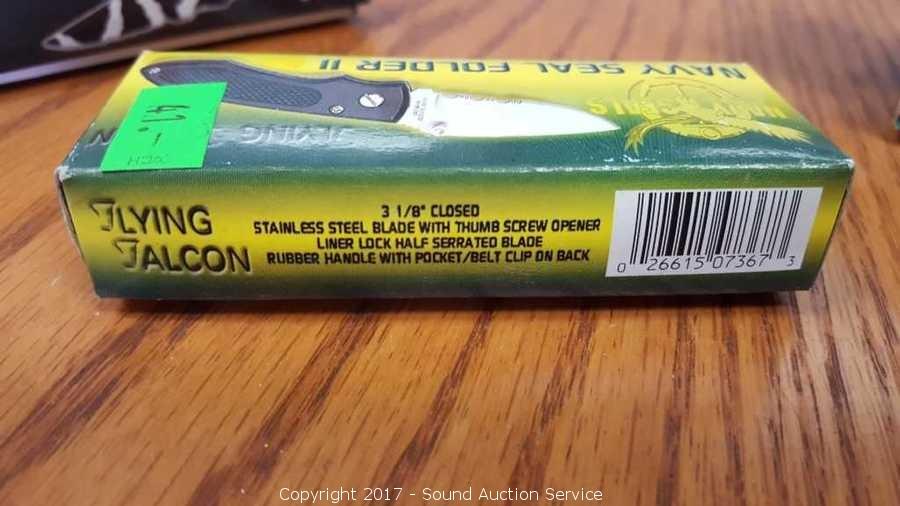 NAVY SEAL FOLDER II
FLYING
FALCON
3 1/8" CLOSED
STAINLESS STEEL BLADE WITH THUMB SCREW OPENER
LINER LOCK HALF SERRATED BLADE
RUBBER HANDLE WITH POCKET/BELT CLIP ON BACK
0 26615 07367 3
Copyright 2017 - Sound Auction Service